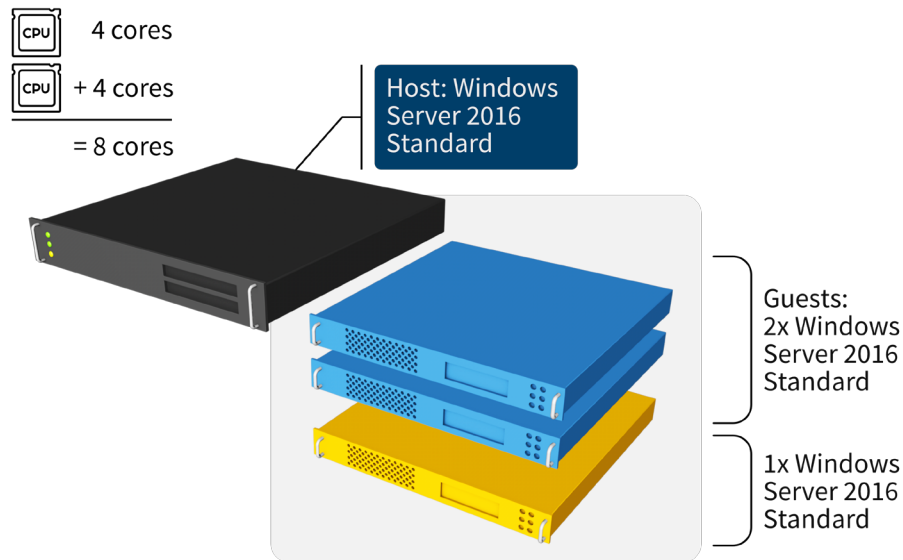 CPU 4 cores
CPU + 4 cores
= 8 cores
Host: Windows
Server 2016
Standard
Guests:
2x Windows
Server 2016
Standard
1x Windows
Server 2016
Standard